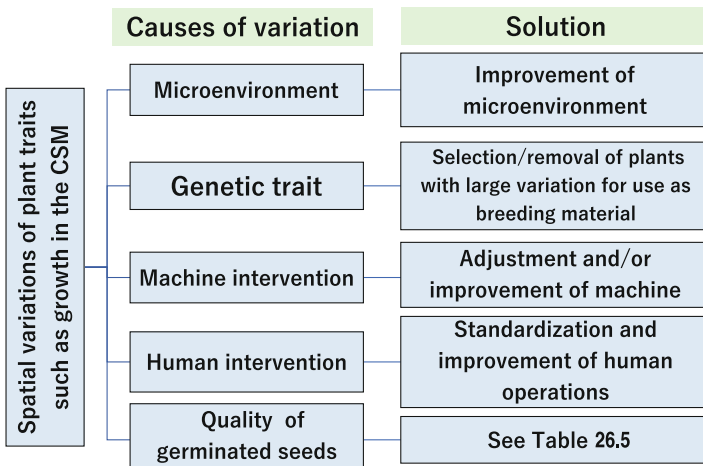 Causes of variation
Solution
Spatial variations of plant traits
such as growth in the CSM
Microenvironment
Improvement of
microenvironment
Genetic trait
Selection/removal of plants
with large variation for use as
breeding material
Machine intervention
Adjustment and/or
improvement of machine
Human intervention
Standardization and
improvement of human
operations
Quality of
germinated seeds
See Table 26.5